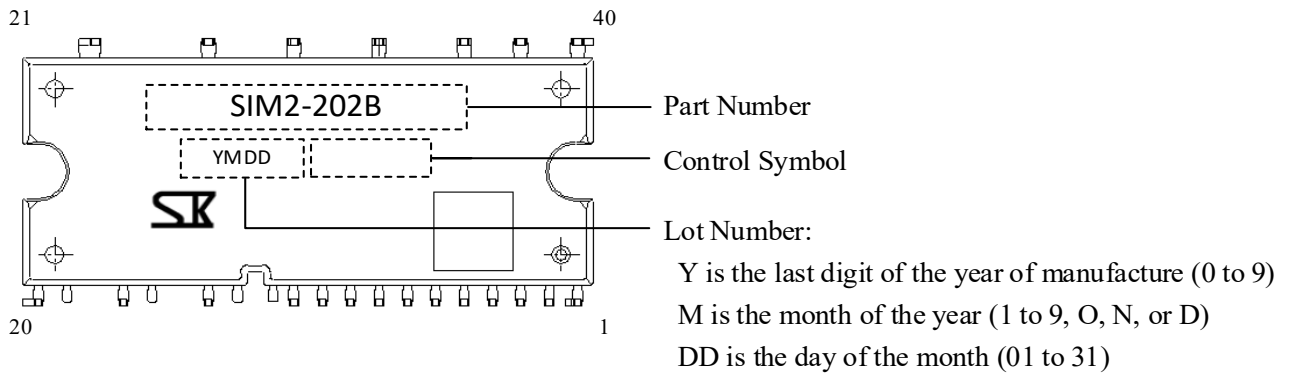 21 40
SIM2-202B
Part Number
YMDD
Control Symbol
SK
Lot Number:
Y is the last digit of the year of manufacture (0 to 9)
M is the month of the year (1 to 9, O, N, or D)
DD is the day of the month (01 to 31)
20 1